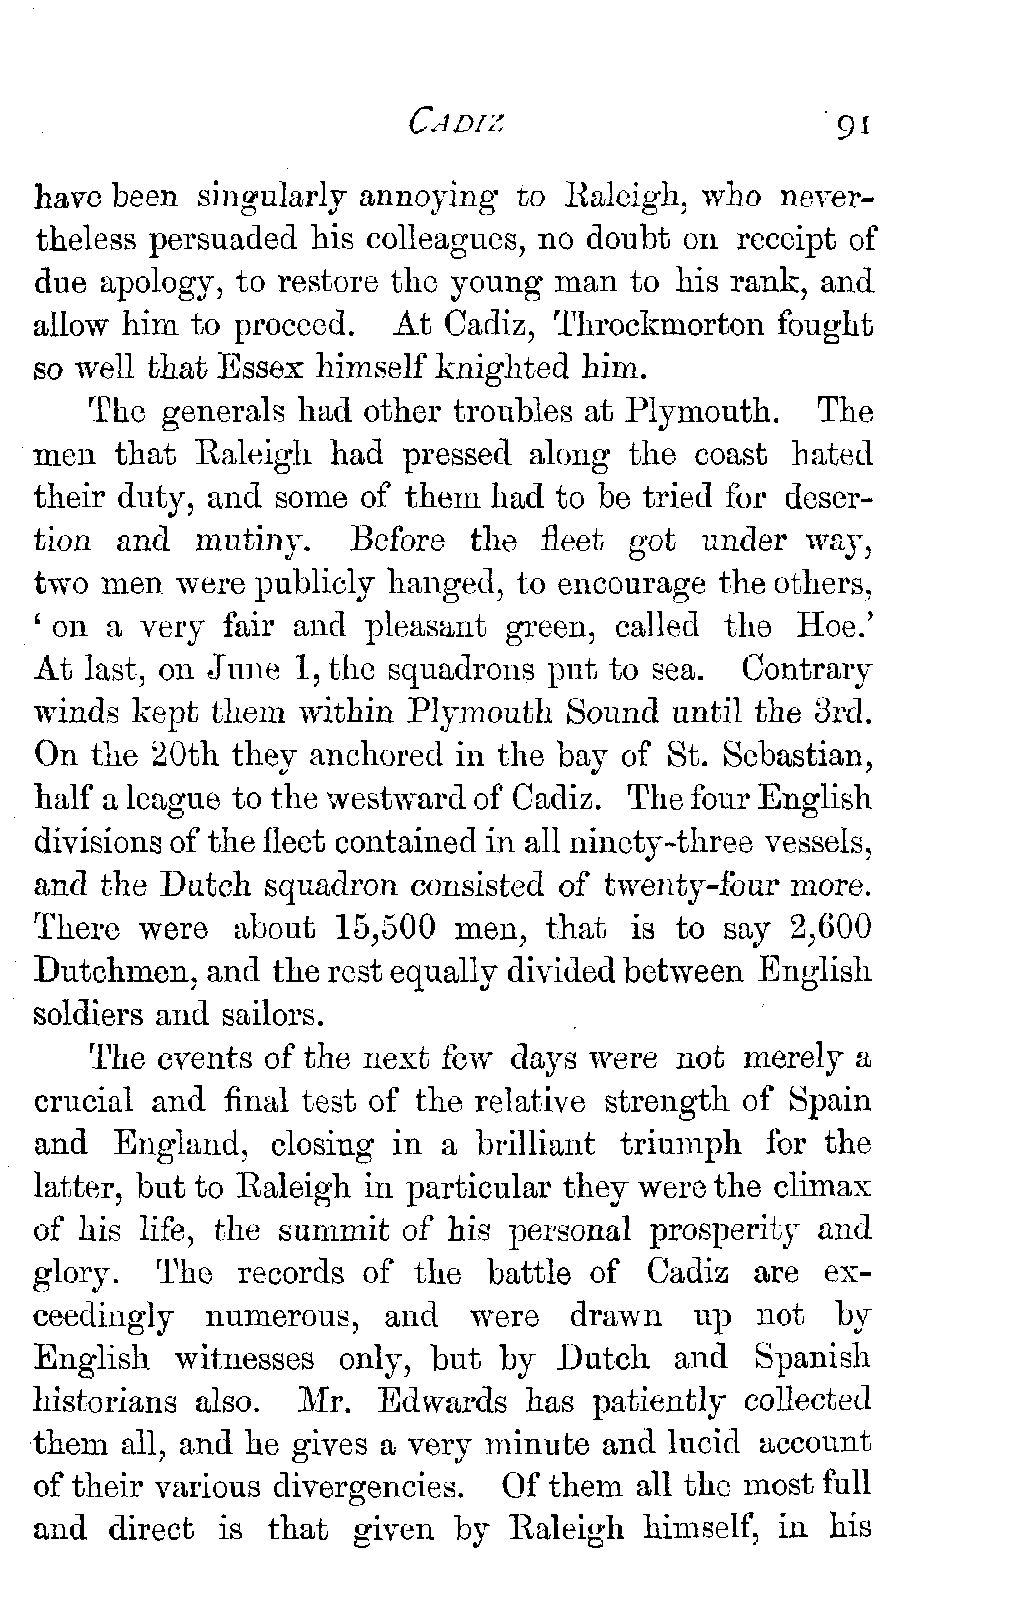 CADIZ 91
have been singularly annoying to Raleigh, who never-
theless persuaded his colleagues, no doubt on receipt of
due apology, to restore the young man to his rank, and
allow him to proceed. At Cadiz, Throckmorton fought
so well that Essex himself knighted him.
The generals had other troubles at Plymouth. The
men that Raleigh had pressed along the coast hated
their duty, and some of them had to be tried for deser-
tion and mutiny. Before the fleet got under way,
two men were publicly hanged, to encourage the others,
‘on a very fair and pleasant green, called the Hoe.’
At last, on June 1, the squadrons put to sea. Contrary
winds kept them within Plymouth Sound until the 3rd.
On the 20th they anchored in the bay of St. Sebastian,
half a league to the westward of Cadiz. The four English
divisions of the fleet contained in all ninety-three vessels,
and the Dutch squadron consisted of twenty-four more.
There were about 15,500 men, that is to say 2,600
Dutchmen, and the rest equally divided between English
soldiers and sailors.
The events of the next few days were not merely a
crucial and final test of the relative strength of Spain
and England, closing in a brilliant triumph for the
latter, but to Raleigh in particular they were the climax
of his life, the summit of his personal prosperity and
glory. The records of the battle of Cadiz are ex-
ceedingly numerous, and were drawn up not by
English witnesses only, but by Dutch and Spanish
historians also. Mr. Edwards has patiently collected
them all, and he gives a very minute and lucid account
of their various divergencies. Of them all the most full
and direct is that given by Raleigh himself, in his